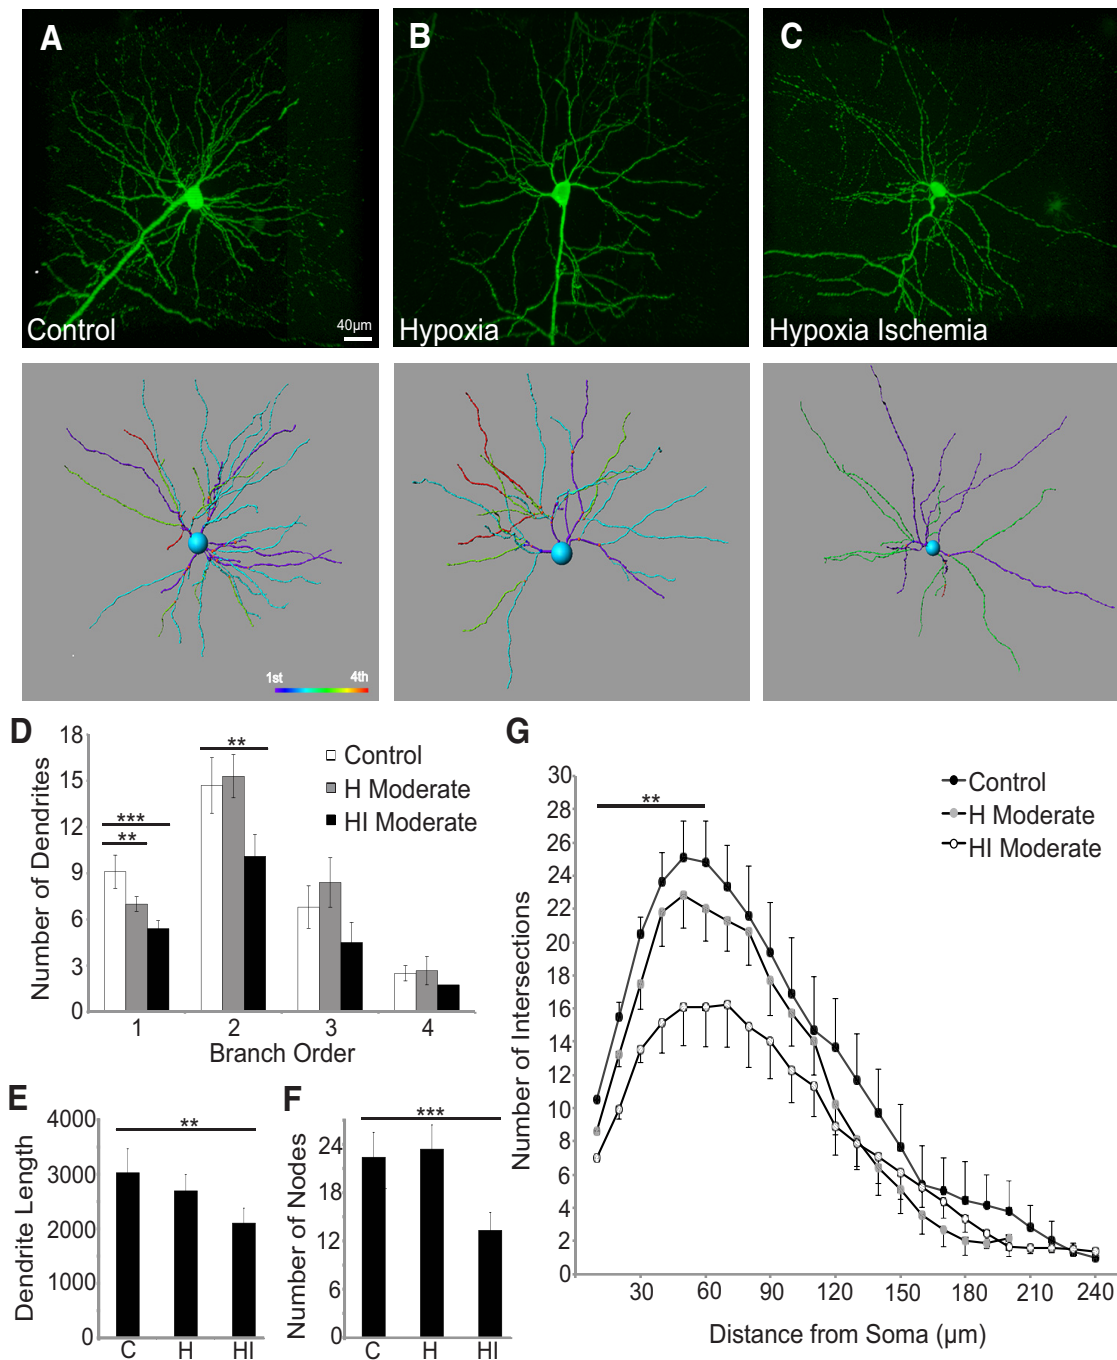 A
B
C
Control
40µm
Hypoxia
Hypoxia Ischemia
1st
4th
D
18
15
12
9
6
3
0
Number of Dendrites
***
**
**
Control
H Moderate
HI Moderate
1
2
3
4
Branch Order
E
4000
3000
2000
1000
0
Dendrite Length
**
C
H
HI
F
24
18
12
6
0
Number of Nodes
***
C
H
HI
G
30
28
26
24
22
20
18
16
14
12
10
8
6
4
2
0
Number of Intersections
**
Control
H Moderate
HI Moderate
30
60
90
120
150
180
210
240
Distance from Soma (µm)